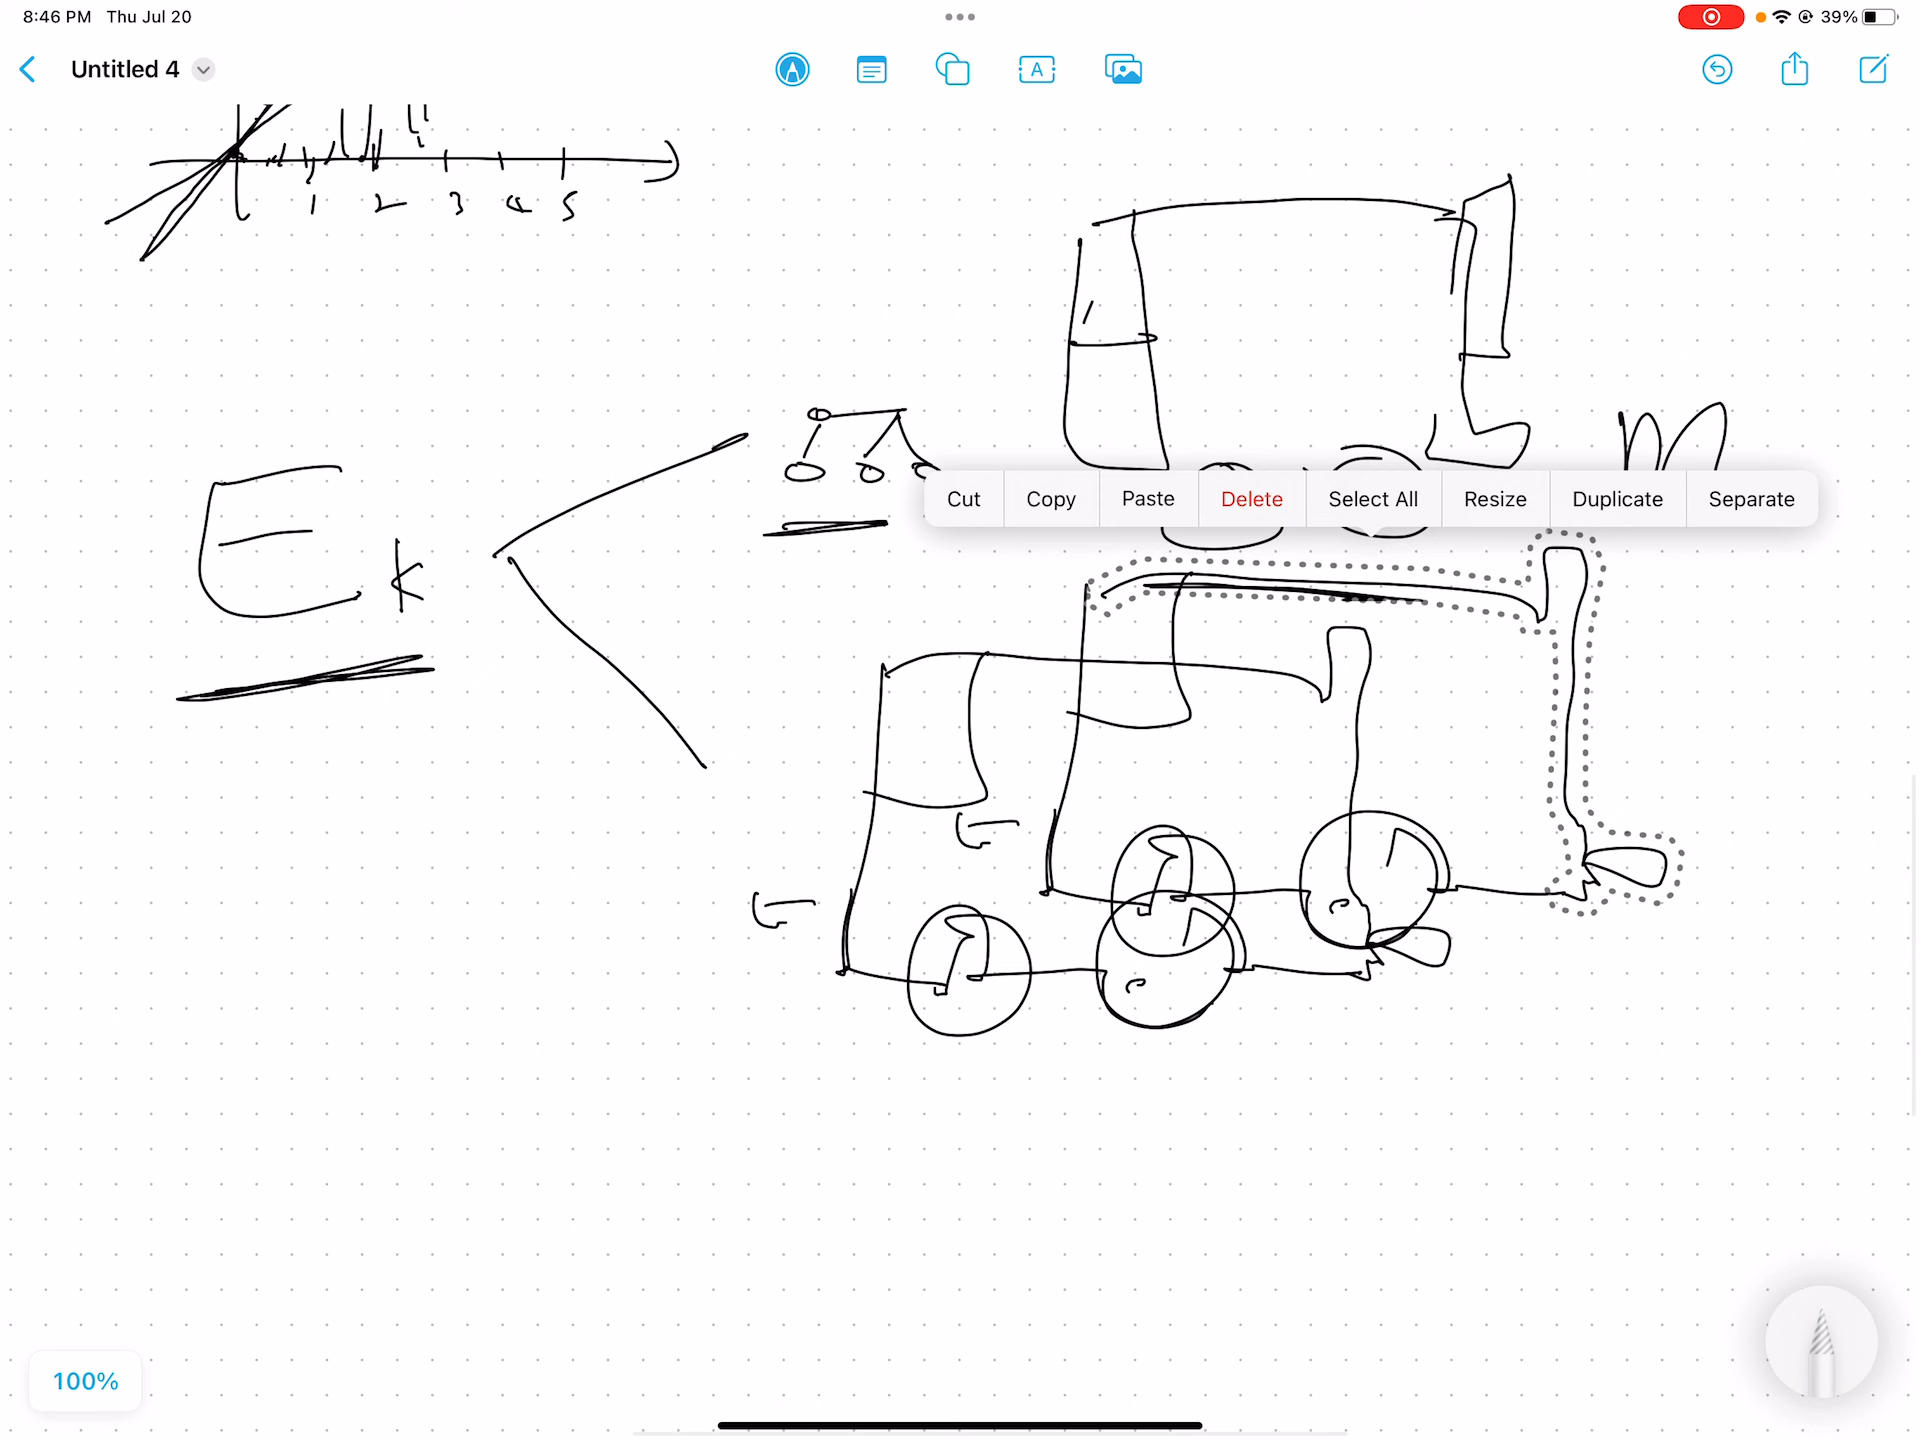 8:46 PM Thu Jul 20
39%
Untitled 4
1 2 3 4 5
m
Cut Copy Paste Delete Select All Resize Duplicate Separate
Ek
100%